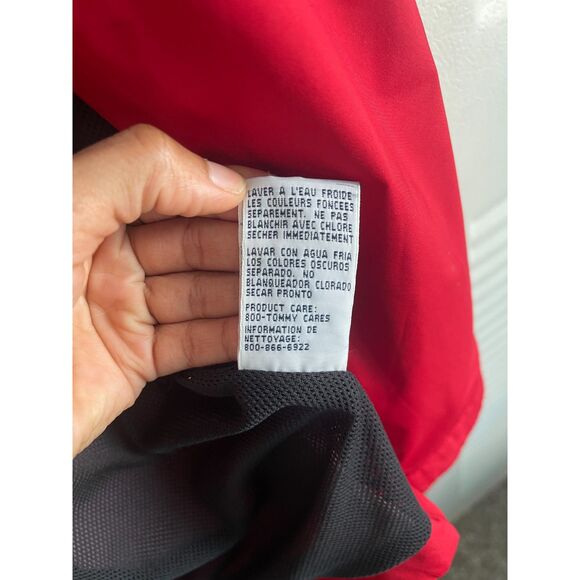 LAVER A L'EAU FROIDE
LES COULEURS FONCEES
SEPAREMENT. NE PAS
BLANCHIR AVEC CHLORE
SECHER IMMEDIATEMENT
LAVAR CON AGUA FRIA
LOS COLORES OSCUROS
SEPARADO. NO
BLANQUEADOR CLORADO
SECAR PRONTO
PRODUCT CARE:
800-TOMMY CARES
INFORMATION DE
NETTOYAGE:
800-866-6922